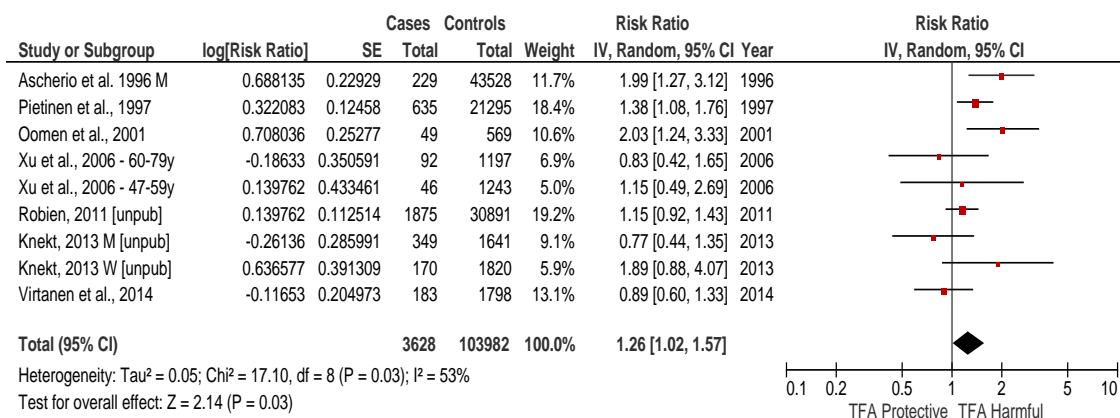 Cases Controls Risk Ratio Risk Ratio
Study or Subgroup log[Risk Ratio] SE Total Total Weight IV, Random, 95% CI Year IV, Random, 95% CI
Ascherio et al. 1996 M 0.688135 0.22929 229 43528 11.7% 1.99 [1.27, 3.12] 1996
Pietinen et al., 1997 0.322083 0.12458 635 21295 18.4% 1.38 [1.08, 1.76] 1997
Oomen et al., 2001 0.708036 0.25277 49 569 10.6% 2.03 [1.24, 3.33] 2001
Xu et al., 2006 - 60-79y -0.18633 0.350591 92 1197 6.9% 0.83 [0.42, 1.65] 2006
Xu et al., 2006 - 47-59y 0.139762 0.433461 46 1243 5.0% 1.15 [0.49, 2.69] 2006
Robien, 2011 [unpub] 0.139762 0.112514 1875 30891 19.2% 1.15 [0.92, 1.43] 2011
Knekt, 2013 M [unpub] -0.26136 0.285991 349 1641 9.1% 0.77 [0.44, 1.35] 2013
Knekt, 2013 W [unpub] 0.636577 0.391309 170 1820 5.9% 1.89 [0.88, 4.07] 2013
Virtanen et al., 2014 -0.11653 0.204973 183 1798 13.1% 0.89 [0.60, 1.33] 2014
Total (95% CI) 3628 103982 100.0% 1.26 [1.02, 1.57]
Heterogeneity: Tau² = 0.05; Chi² = 17.10, df = 8 (P = 0.03); I² = 53%
Test for overall effect: Z = 2.14 (P = 0.03)
0.1 0.2 0.5 1 2 5 10
TFA Protective TFA Harmful